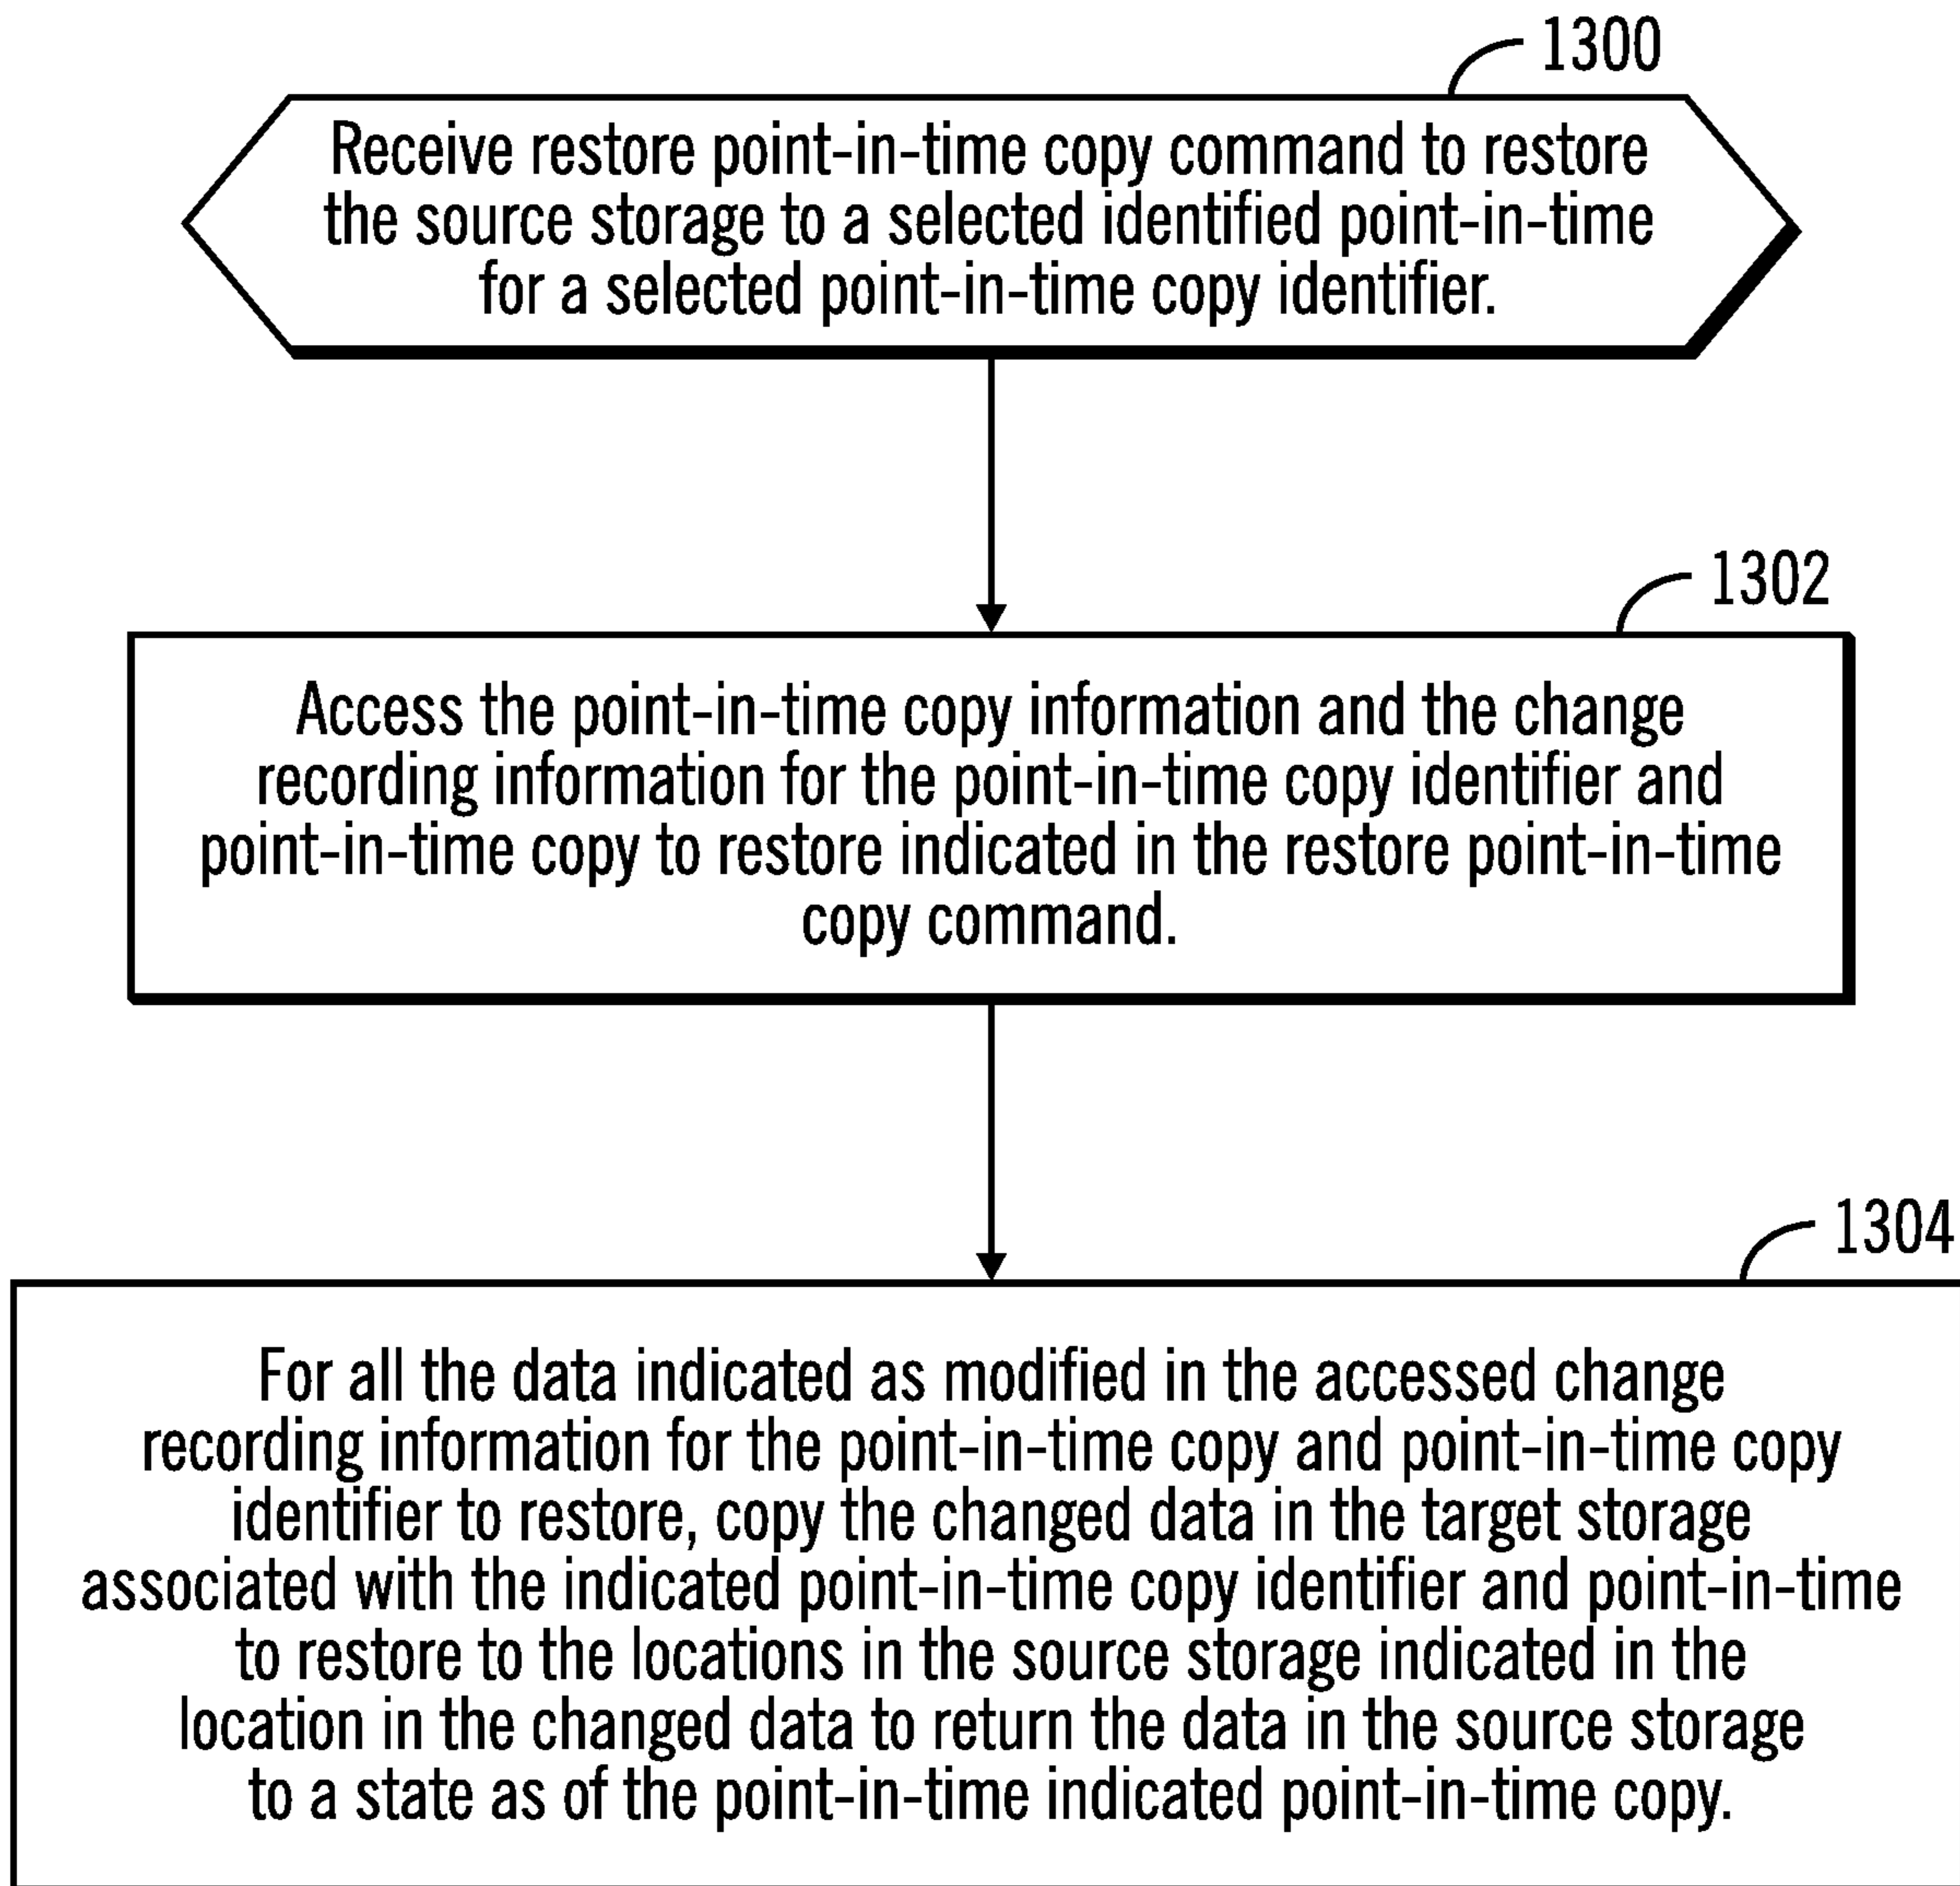 1300
Receive restore point-in-time copy command to restore
the source storage to a selected identified point-in-time
for a selected point-in-time copy identifier.
1302
Access the point-in-time copy information and the change
recording information for the point-in-time copy identifier and
point-in-time copy to restore indicated in the restore point-in-time
copy command.
1304
For all the data indicated as modified in the accessed change
recording information for the point-in-time copy and point-in-time copy
identifier to restore, copy the changed data in the target storage
associated with the indicated point-in-time copy identifier and point-in-time
to restore to the locations in the source storage indicated in the
location in the changed data to return the data in the source storage
to a state as of the point-in-time indicated point-in-time copy.